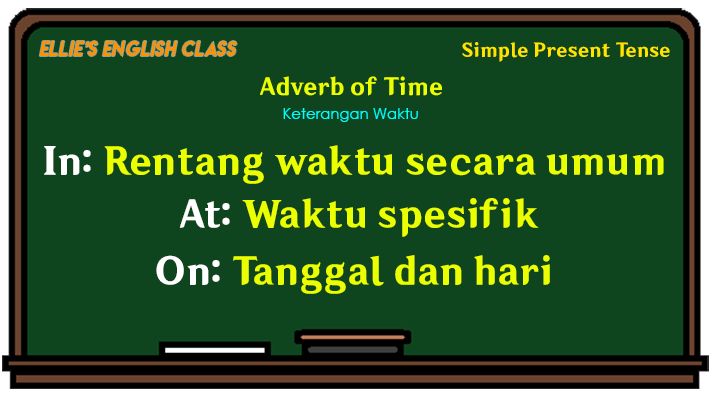 ELLIE'S ENGLISH CLASS
Simple Present Tense
Adverb of Time
Keterangan Waktu
In: Rentang waktu secara umum
At: Waktu spesifik
On: Tanggal dan hari